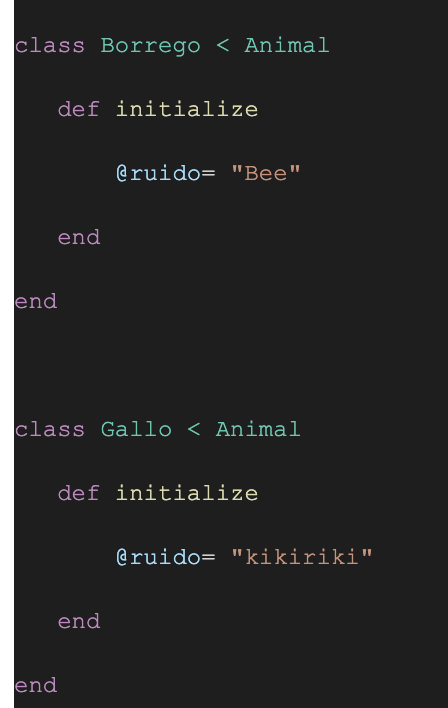 class Borrego < Animal
def initialize
@ruido= "Bee"
end
end
class Gallo < Animal
def initialize
@ruido= "kikiriki"
end
end